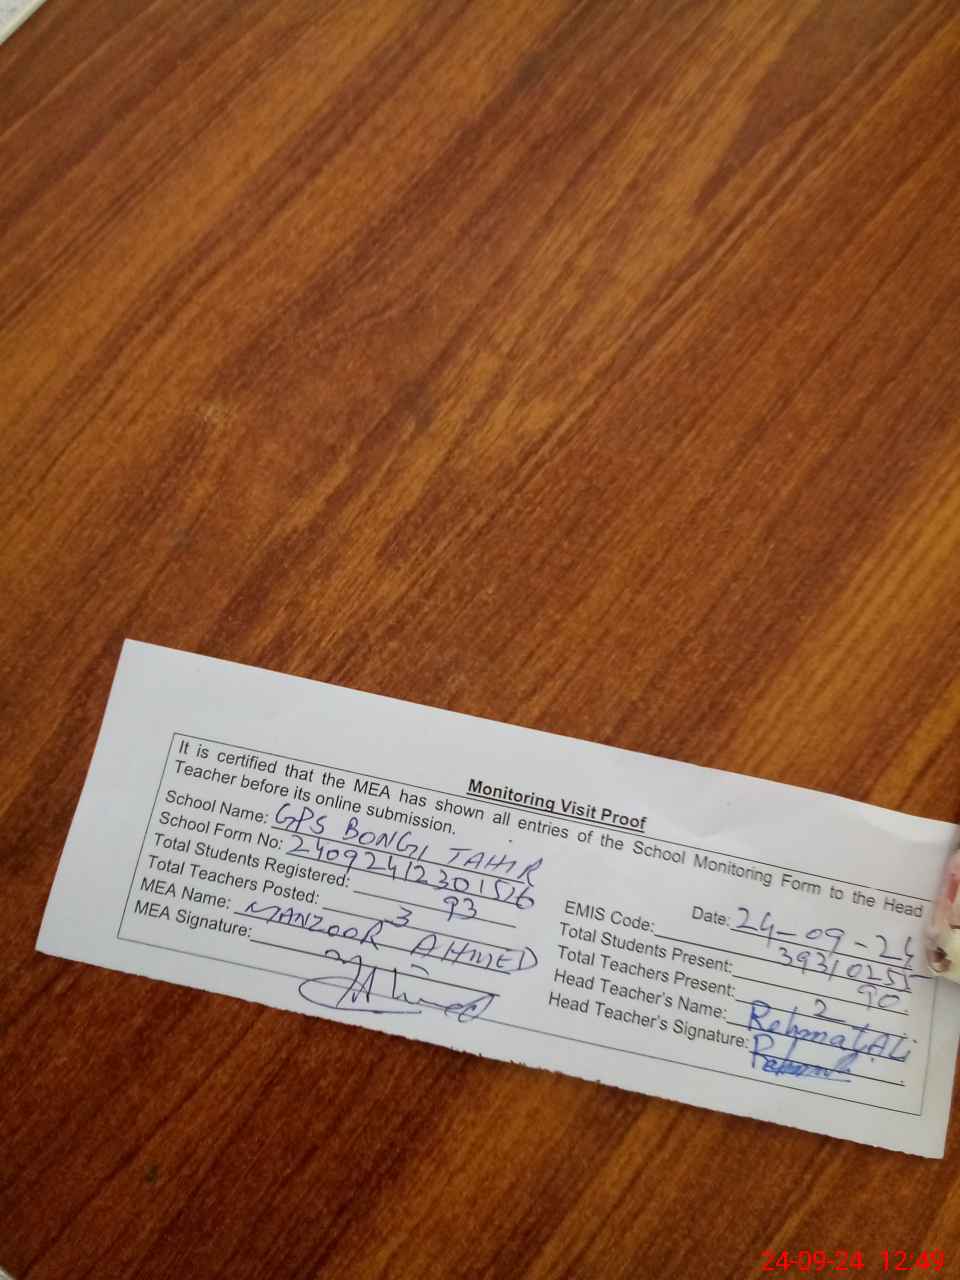 Monitoring Visit Proof
It is certified that the MEA has shown all entries of the School Monitoring Form to the Head
Teacher before its online submission.
Date: 24-09-24
School Name: GPS BONGI TAHIR
EMIS Code: 39310255
School Form No: 24092412301516
Total Students Present: 90
Total Students Registered: 93
Total Teachers Present: 2
Total Teachers Posted: 3
Head Teacher's Name: Rehmat ALi
MEA Name: MANZOOR AHMED
Head Teacher's Signature:
MEA Signature:
24-09-24 12:49